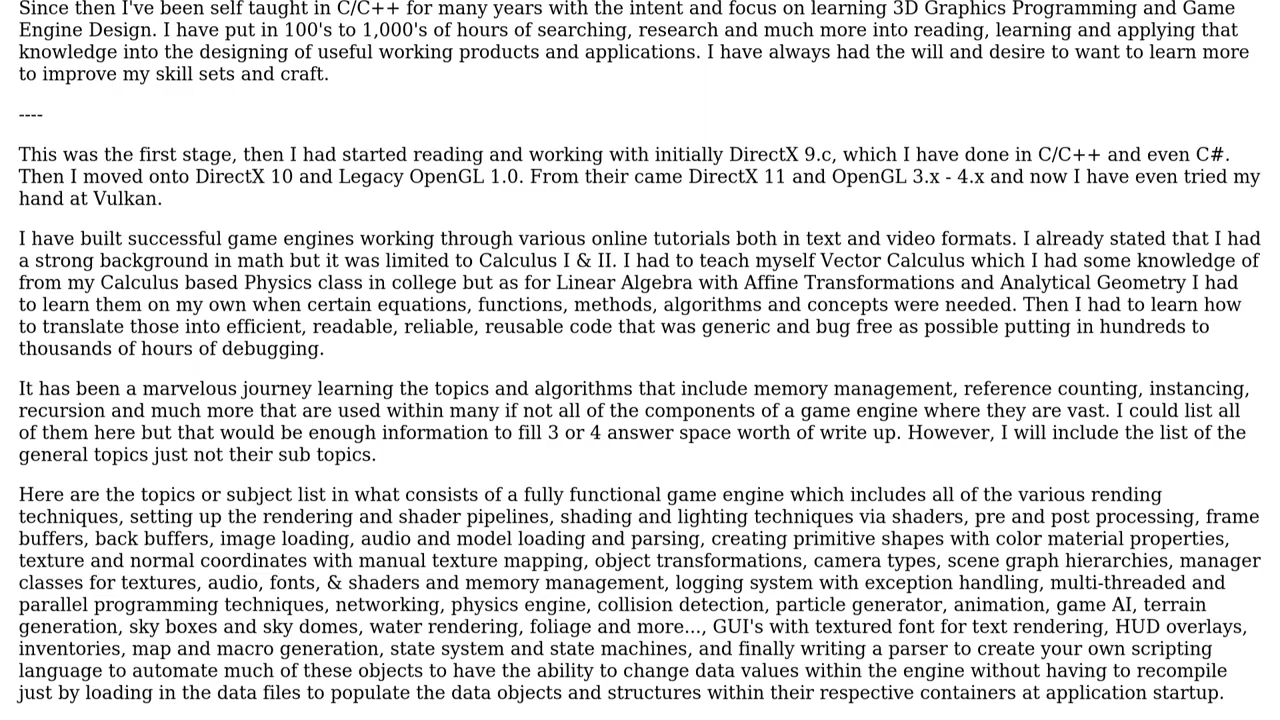 Since then I've been self taught in C/C++ for many years with the intent and focus on learning 3D Graphics Programming and Game
Engine Design. I have put in 100's to 1,000's of hours of searching, research and much more into reading, learning and applying that
knowledge into the designing of useful working products and applications. I have always had the will and desire to want to learn more
to improve my skill sets and craft.
----
This was the first stage, then I had started reading and working with initially DirectX 9.c, which I have done in C/C++ and even C#.
Then I moved onto DirectX 10 and Legacy OpenGL 1.0. From their came DirectX 11 and OpenGL 3.x - 4.x and now I have even tried my
hand at Vulkan.
I have built successful game engines working through various online tutorials both in text and video formats. I already stated that I had
a strong background in math but it was limited to Calculus I & II. I had to teach myself Vector Calculus which I had some knowledge of
from my Calculus based Physics class in college but as for Linear Algebra with Affine Transformations and Analytical Geometry I had
to learn them on my own when certain equations, functions, methods, algorithms and concepts were needed. Then I had to learn how
to translate those into efficient, readable, reliable, reusable code that was generic and bug free as possible putting in hundreds to
thousands of hours of debugging.
It has been a marvelous journey learning the topics and algorithms that include memory management, reference counting, instancing,
recursion and much more that are used within many if not all of the components of a game engine where they are vast. I could list all
of them here but that would be enough information to fill 3 or 4 answer space worth of write up. However, I will include the list of the
general topics just not their sub topics.
Here are the topics or subject list in what consists of a fully functional game engine which includes all of the various rending
techniques, setting up the rendering and shader pipelines, shading and lighting techniques via shaders, pre and post processing, frame
buffers, back buffers, image loading, audio and model loading and parsing, creating primitive shapes with color material properties,
texture and normal coordinates with manual texture mapping, object transformations, camera types, scene graph hierarchies, manager
classes for textures, audio, fonts, & shaders and memory management, logging system with exception handling, multi-threaded and
parallel programming techniques, networking, physics engine, collision detection, particle generator, animation, game AI, terrain
generation, sky boxes and sky domes, water rendering, foliage and more..., GUI's with textured font for text rendering, HUD overlays,
inventories, map and macro generation, state system and state machines, and finally writing a parser to create your own scripting
language to automate much of these objects to have the ability to change data values within the engine without having to recompile
just by loading in the data files to populate the data objects and structures within their respective containers at application startup.